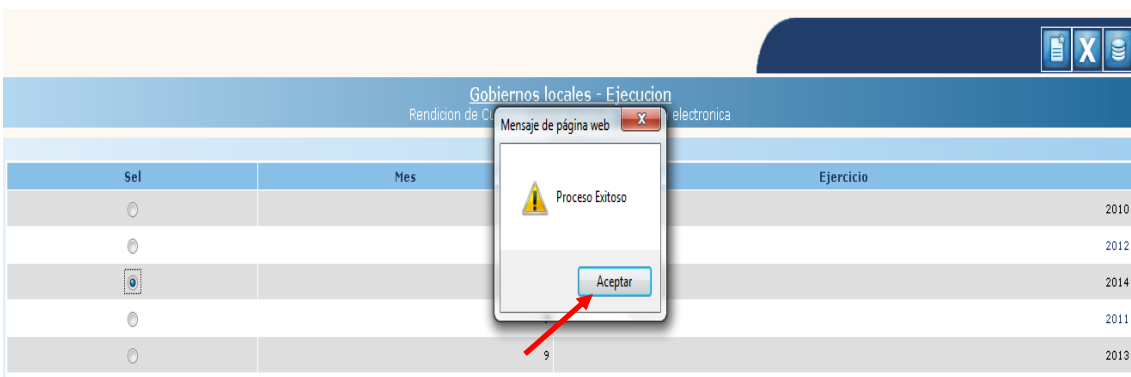 X
Gobiernos locales - Ejecucion
Rendicion de C electronica
Mensaje de página web X
Sel Mes Ejercicio
Proceso Exitoso
2010
2012
Aceptar
2014
2011
9 2013